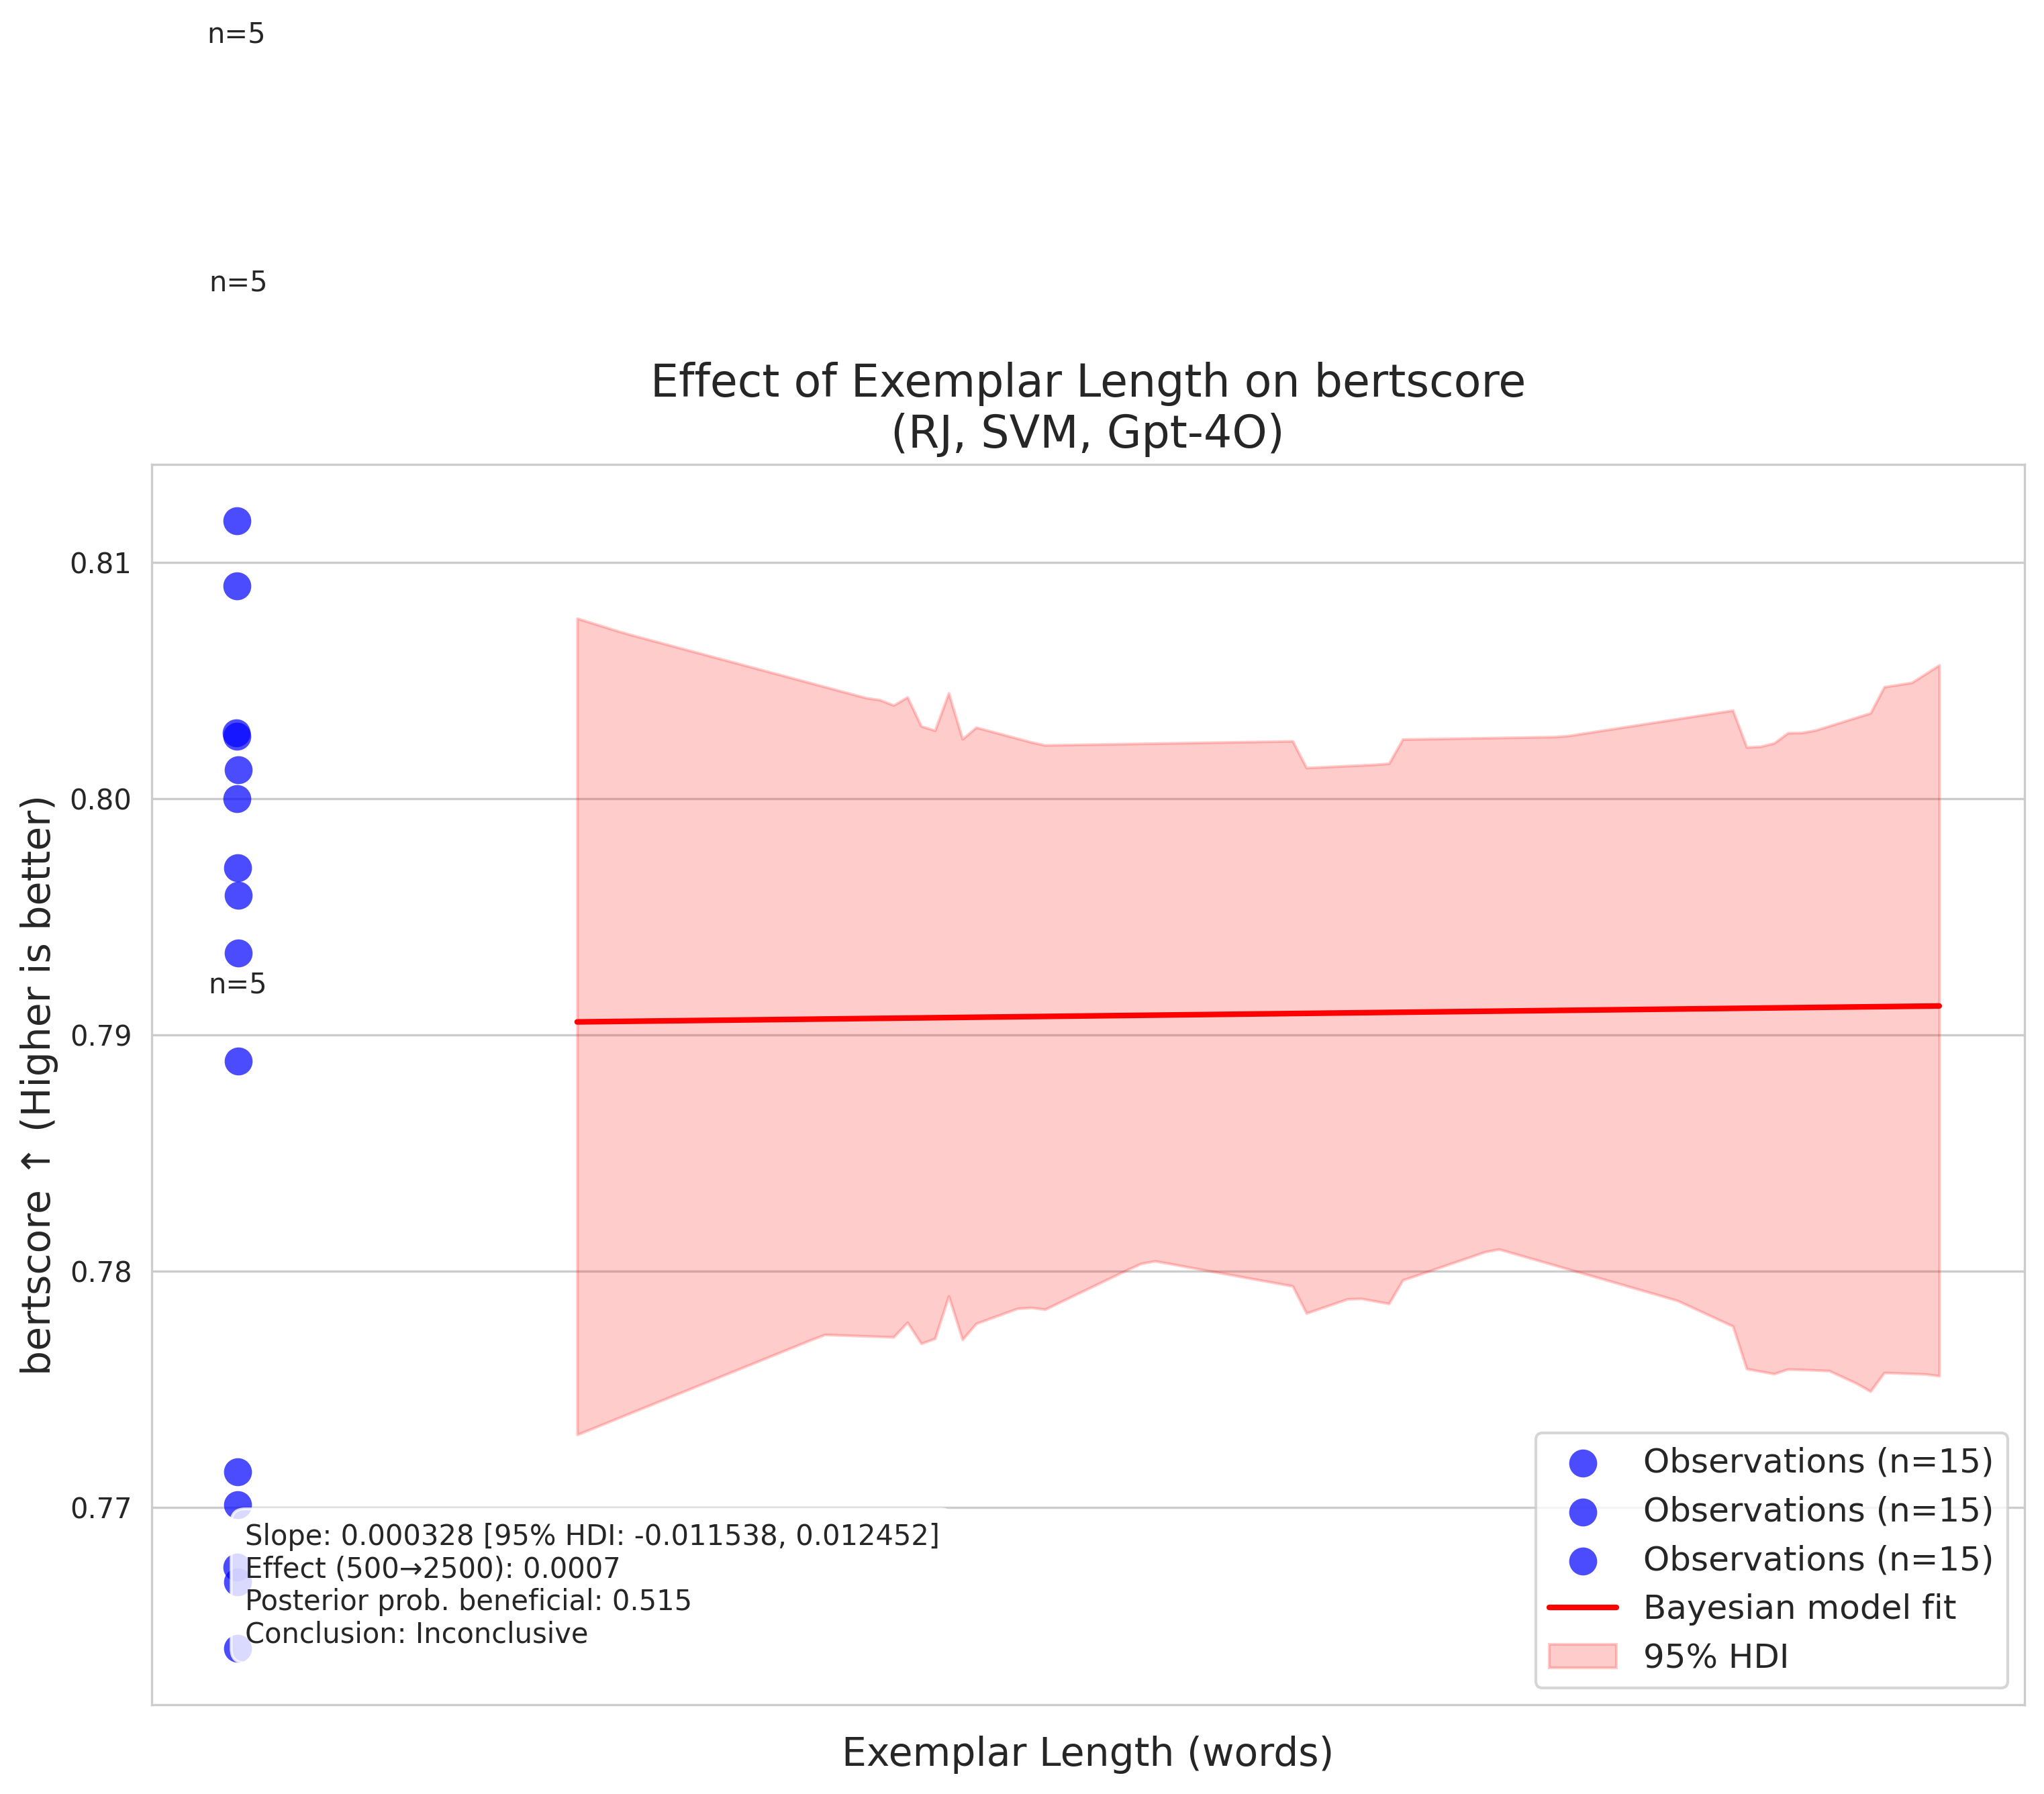 n=5
n=5
Effect of Exemplar Length on bertscore
(RJ, SVM, Gpt-4O)
bertscore ↑ (Higher is better)
0.81
0.80
n=5
0.79
0.78
0.77
Slope: 0.000328 [95% HDI: -0.011538, 0.012452]
Effect (500→2500): 0.0007
Posterior prob. beneficial: 0.515
Conclusion: Inconclusive
Observations (n=15)
Observations (n=15)
Observations (n=15)
Bayesian model fit
95% HDI
Exemplar Length (words)